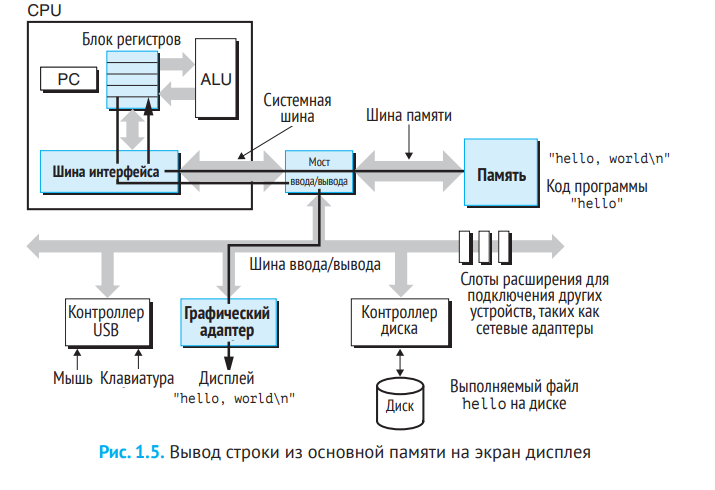 CPU
Блок регистров
PC
ALU
Системная
шина
Шина памяти
Шина интерфейса
Мост
ввода/вывода
Память
"hello, world\n"
Код программы
"hello"
Шина ввода/вывода
Слоты расширения для
подключения других
устройств, таких как
сетевые адаптеры
Контроллер
USB
Графический
адаптер
Контроллер
диска
Мышь
Клавиатура
Дисплей
"hello, world\n"
Диск
Выполняемый файл
hello на диске
Рис. 1.5. Вывод строки из основной памяти на экран дисплея